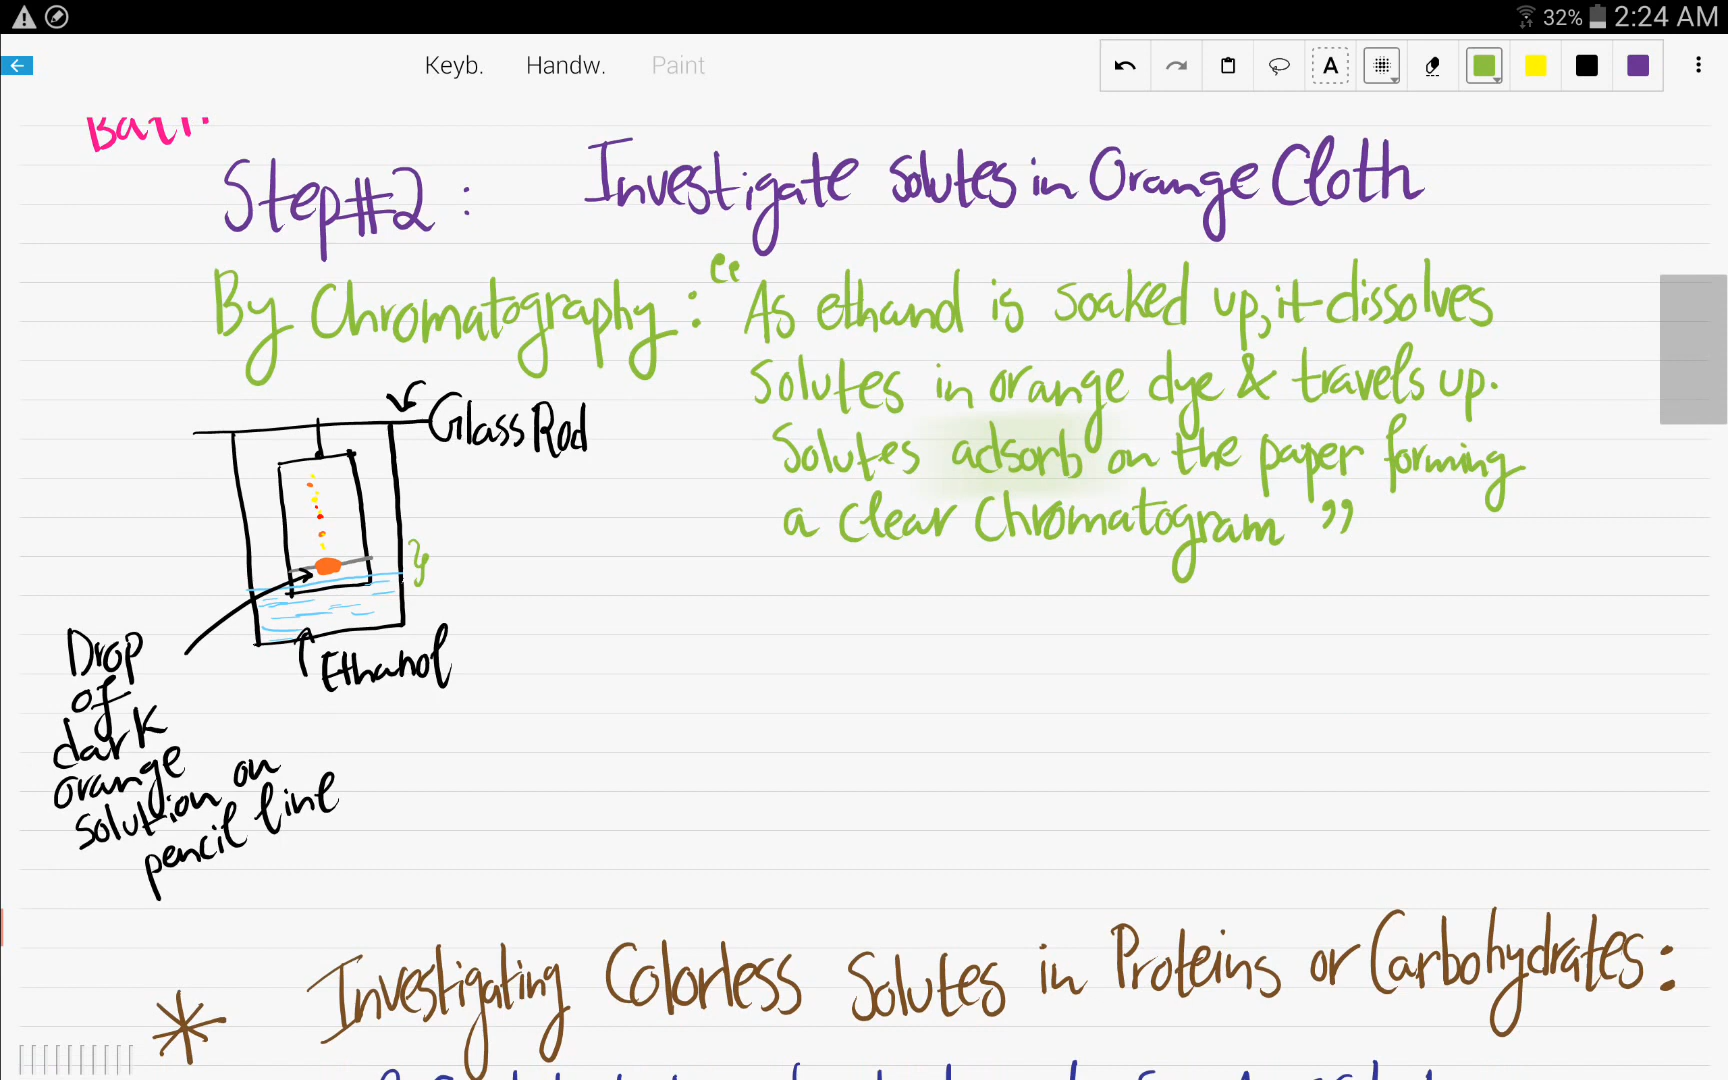 32% 2:24 AM
Keyb. Handw. Paint
A
Step#2: Investigate Solutes in Orange Cloth
By Chromatography: "As ethanol is soaked up, it dissolves
Solutes in orange dye & travels up.
Solutes adsorb on the paper forming
a clear Chromatogram"
Glass Rod
Ethanol
Drop
of
dark
orange
solution on
pencil line
* Investigating Colorless Solutes in Proteins or Carbohydrates: